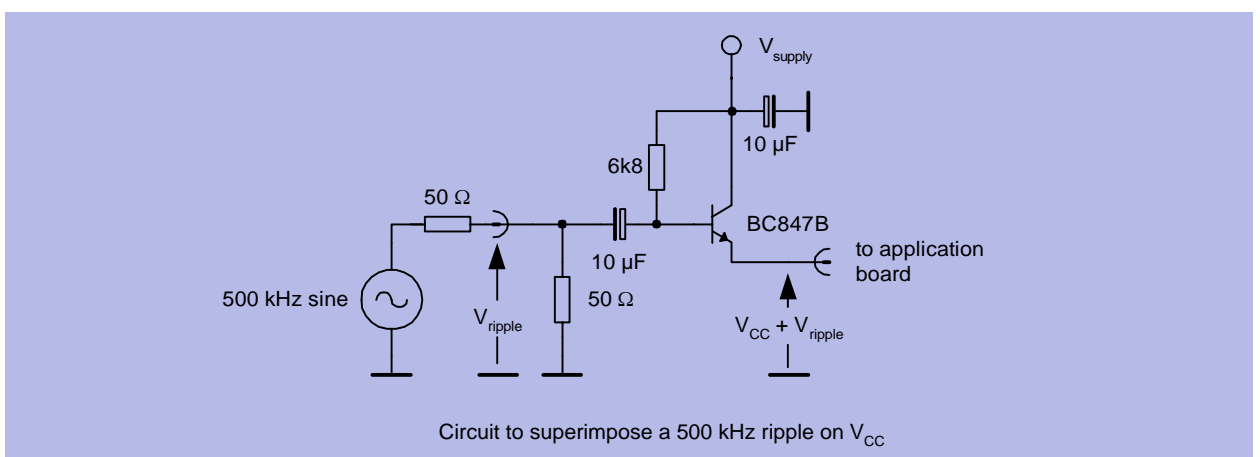 V_supply
10 µF
6k8
50 Ω
BC847B
to application
board
10 µF
500 kHz sine
V_ripple
50 Ω
V_CC + V_ripple
Circuit to superimpose a 500 kHz ripple on V_CC